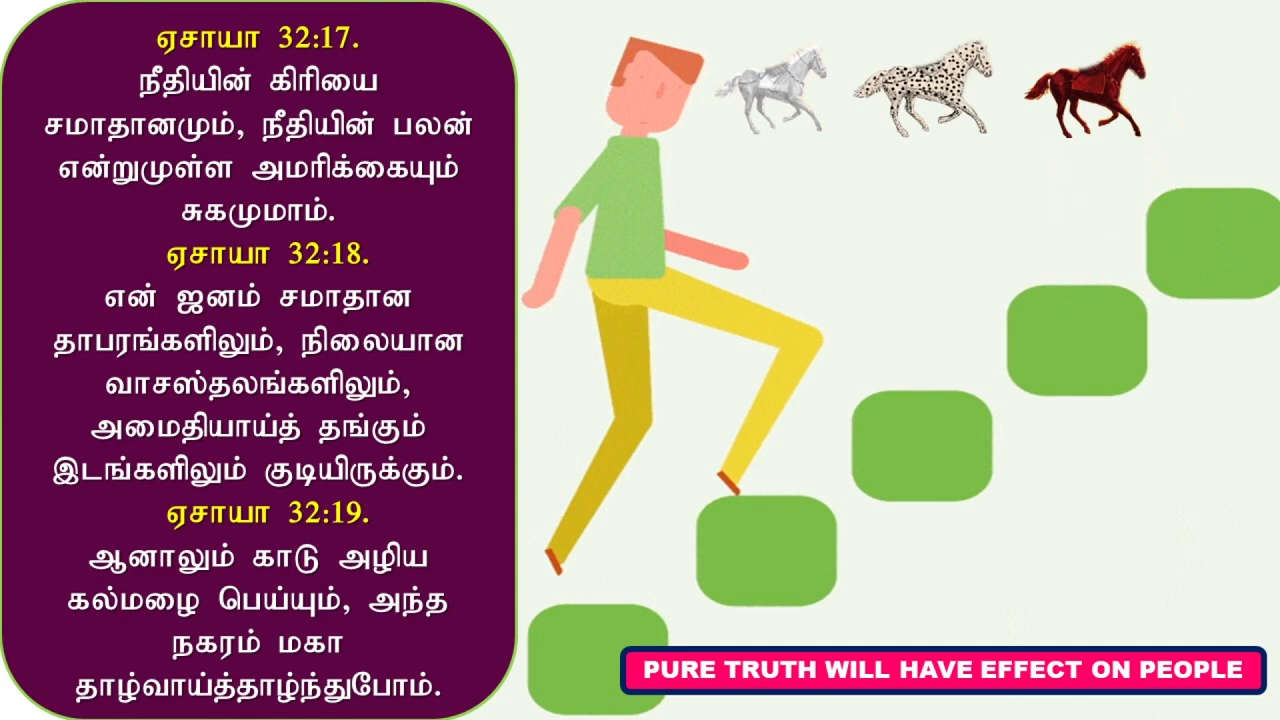 ஏசாயா 32:17.
நீதியின் கிரியை
சமாதானமும், நீதியின் பலன்
என்றுமுள்ள அமரிக்கையும்
சுகமுமாம்.
ஏசாயா 32:18.
என் ஜனம் சமாதான
தாபரங்களிலும், நிலையான
வாசஸ்தலங்களிலும்,
அமைதியாய்த் தங்கும்
இடங்களிலும் குடியிருக்கும்.
ஏசாயா 32:19.
ஆனாலும் காடு அழிய
கல்மழை பெய்யும், அந்த
நகரம் மகா
தாழ்வாய்த்தாழ்ந்துபோம்.
PURE TRUTH WILL HAVE EFFECT ON PEOPLE